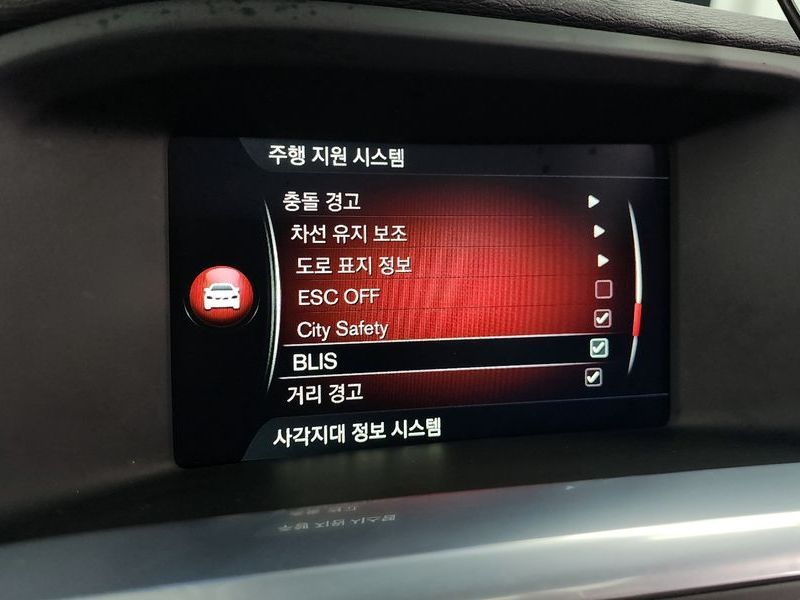 주행 지원 시스템
충돌 경고
차선 유지 보조
도로 표지 정보
ESC OFF
City Safety
BLIS
거리 경고
사각지대 정보 시스템